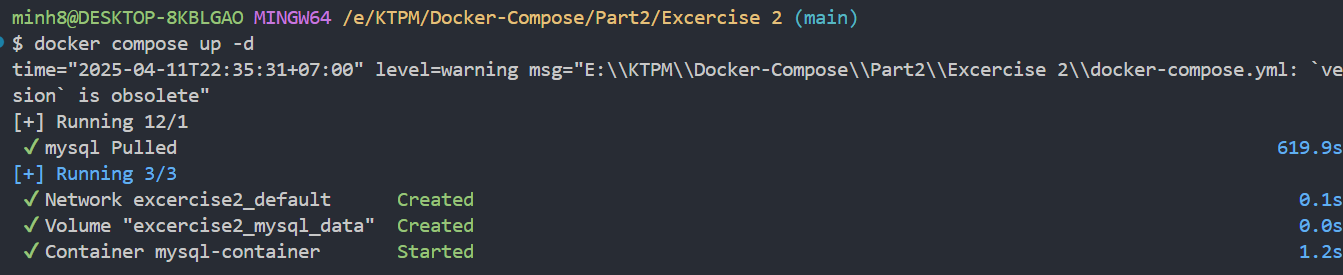 minh8@DESKTOP-8KBLGAO MINGW64 /e/KTPM/Docker-Compose/Part2/Excercise 2 (main)
$ docker compose up -d
time="2025-04-11T22:35:31+07:00" level=warning msg="E:\\KTPM\\Docker-Compose\\Part2\\Excercise 2\\docker-compose.yml: `ve
sion` is obsolete"
[+] Running 12/1
✓ mysql Pulled 619.9s
[+] Running 3/3
✓ Network excercise2_default Created 0.1s
✓ Volume "excercise2_mysql_data" Created 0.0s
✓ Container mysql-container Started 1.2s